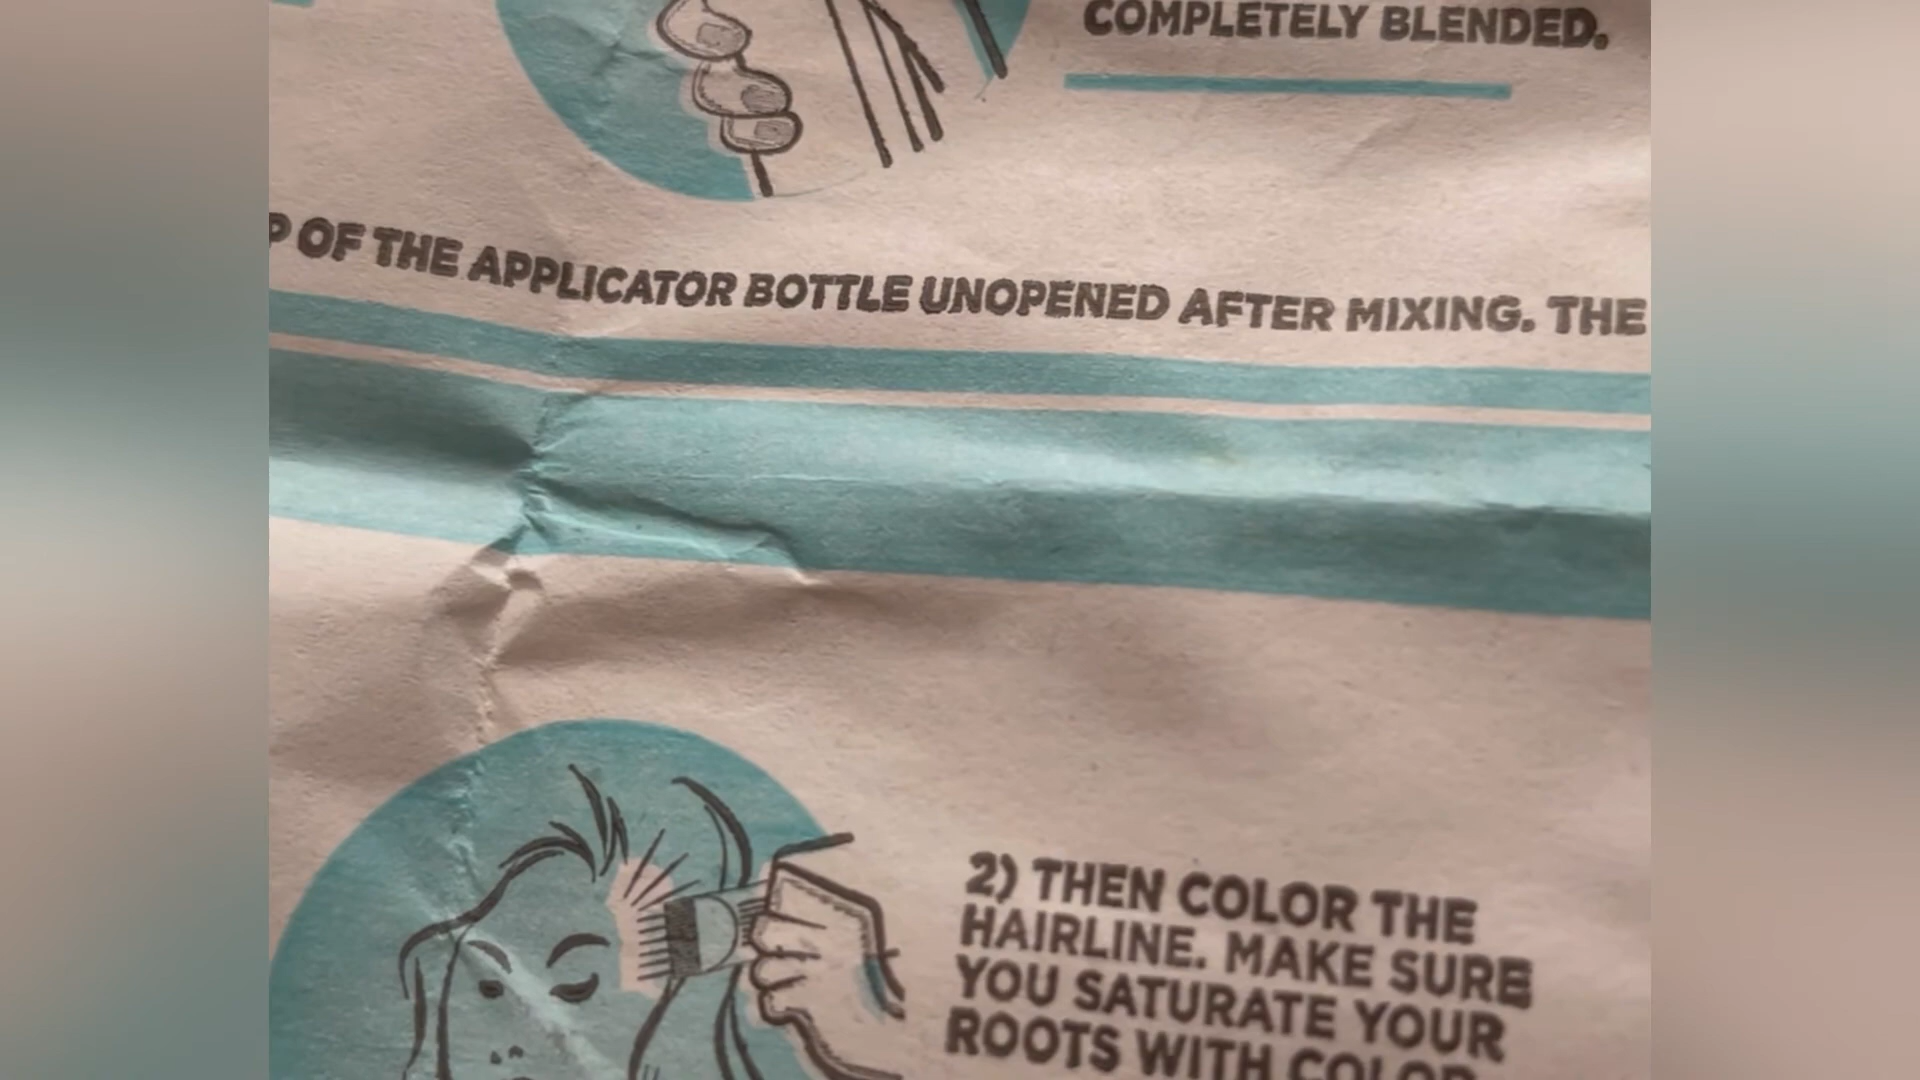 COMPLETELY BLENDED.
OF THE APPLICATOR BOTTLE UNOPENED AFTER MIXING. THE
2) THEN COLOR THE
HAIRLINE. MAKE SURE
YOU SATURATE YOUR
ROOTS WITH COLOR